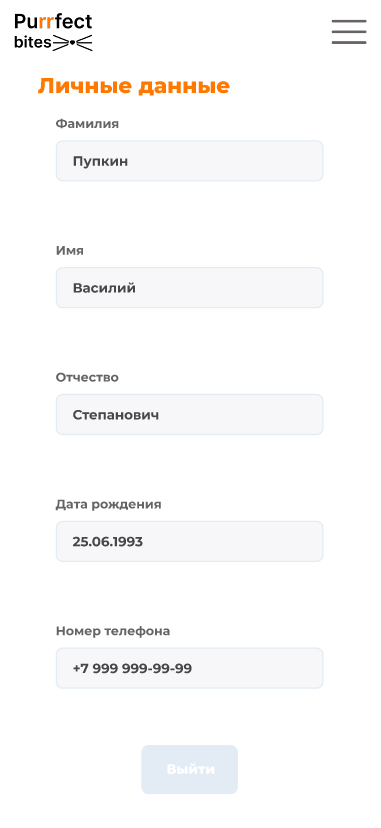 Purrfect
bites
Личные данные
Фамилия
Пупкин
Имя
Василий
Отчество
Степанович
Дата рождения
25.06.1993
Номер телефона
+7 999 999-99-99
Выйти